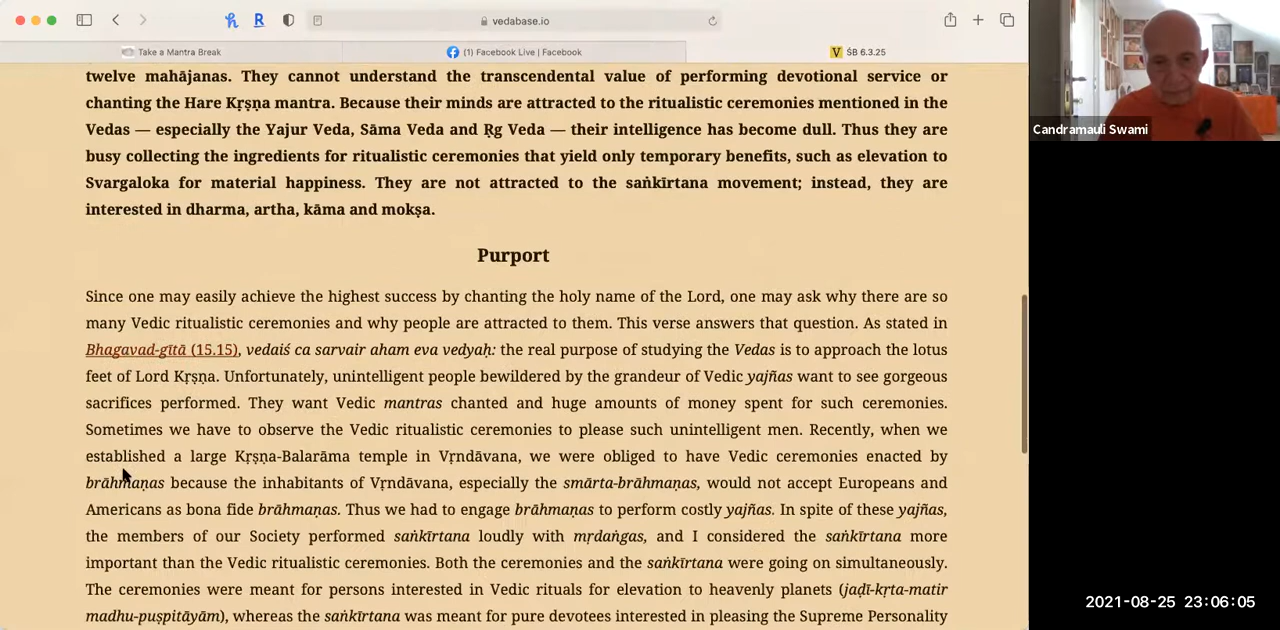 vedabase.io
Take a Mantra Break
(1) Facebook Live | Facebook
V ŚB 6.3.25
twelve mahājanas. They cannot understand the transcendental value of performing devotional service or
chanting the Hare Kṛṣṇa mantra. Because their minds are attracted to the ritualistic ceremonies mentioned in the
Vedas — especially the Yajur Veda, Sāma Veda and Ṛg Veda — their intelligence has become dull. Thus they are
busy collecting the ingredients for ritualistic ceremonies that yield only temporary benefits, such as elevation to
Svargaloka for material happiness. They are not attracted to the saṅkīrtana movement; instead, they are
interested in dharma, artha, kāma and mokṣa.
Purport
Since one may easily achieve the highest success by chanting the holy name of the Lord, one may ask why there are so
many Vedic ritualistic ceremonies and why people are attracted to them. This verse answers that question. As stated in
Bhagavad-gītā (15.15), vedaiś ca sarvair aham eva vedyaḥ: the real purpose of studying the Vedas is to approach the lotus
feet of Lord Kṛṣṇa. Unfortunately, unintelligent people bewildered by the grandeur of Vedic yajñas want to see gorgeous
sacrifices performed. They want Vedic mantras chanted and huge amounts of money spent for such ceremonies.
Sometimes we have to observe the Vedic ritualistic ceremonies to please such unintelligent men. Recently, when we
established a large Kṛṣṇa-Balarāma temple in Vṛndāvana, we were obliged to have Vedic ceremonies enacted by
brāhmaṇas because the inhabitants of Vṛndāvana, especially the smārta-brāhmaṇas, would not accept Europeans and
Americans as bona fide brāhmaṇas. Thus we had to engage brāhmaṇas to perform costly yajñas. In spite of these yajñas,
the members of our Society performed saṅkīrtana loudly with mṛdaṅgas, and I considered the saṅkīrtana more
important than the Vedic ritualistic ceremonies. Both the ceremonies and the saṅkīrtana were going on simultaneously.
The ceremonies were meant for persons interested in Vedic rituals for elevation to heavenly planets (jaḍī-kṛta-matir
madhu-puṣpitāyām), whereas the saṅkīrtana was meant for pure devotees interested in pleasing the Supreme Personality
Candramauli Swami
2021-08-25 23:06:05